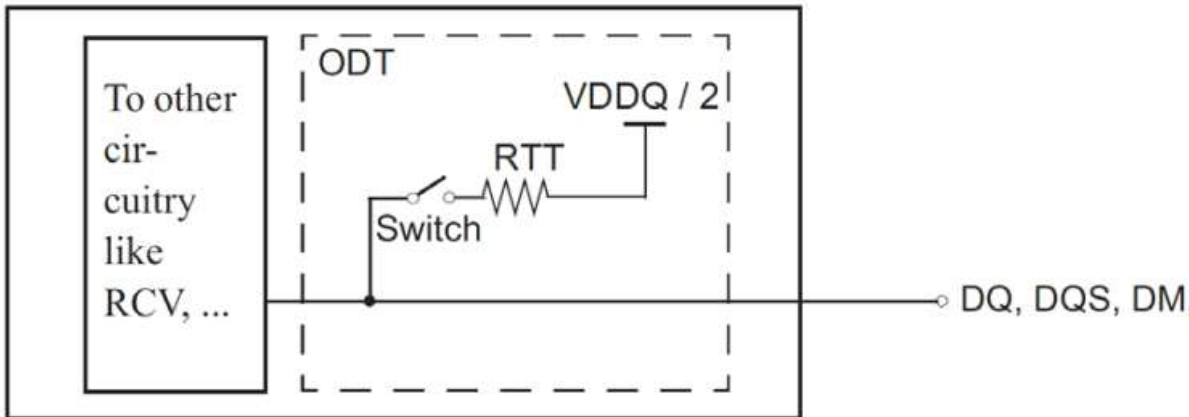 To other
cir-
cuitry
like
RCV, ...
ODT
VDDQ / 2
RTT
Switch
DQ, DQS, DM,